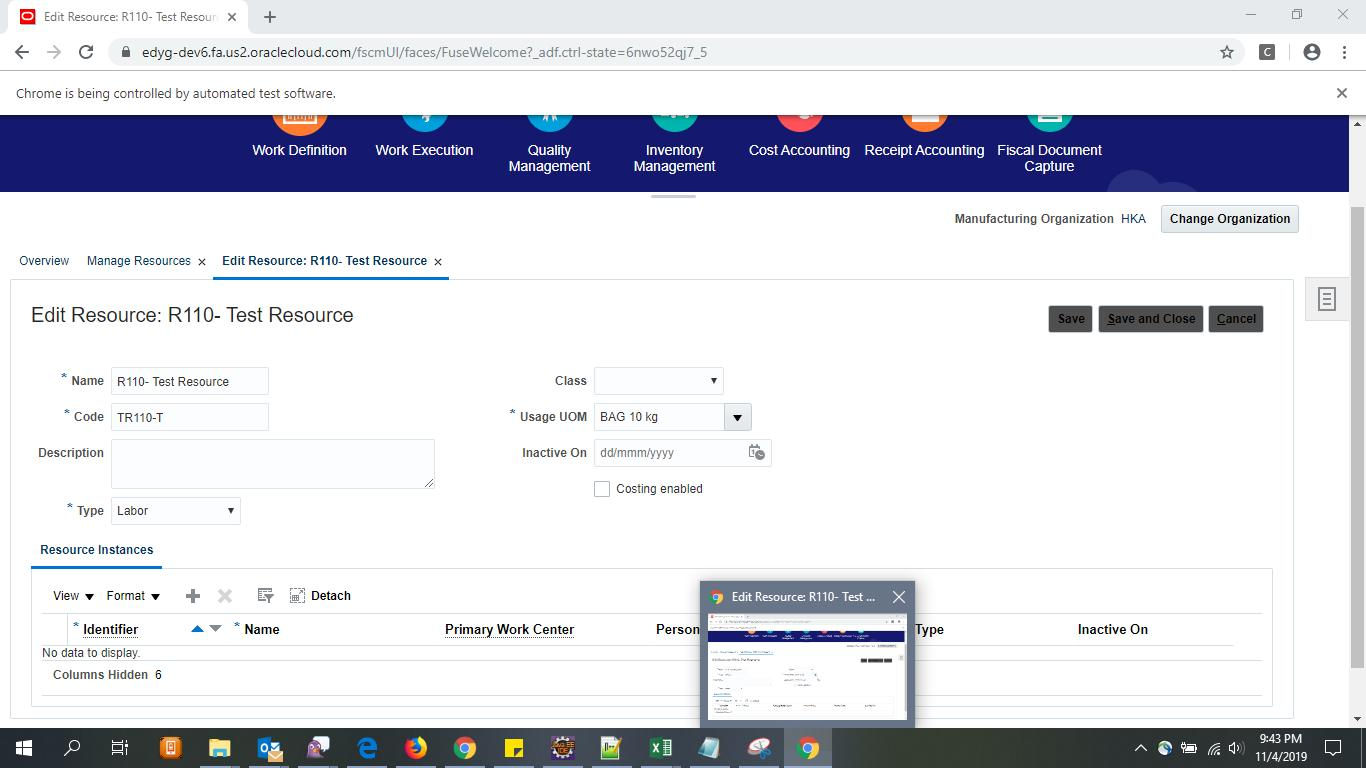 Edit Resource: R110- Test Resour
edyg-dev6.fa.us2.oraclecloud.com/fscmUI/faces/FuseWelcome?_adf.ctrl-state=6nwo52qj7_5
C
Chrome is being controlled by automated test software.
Work Definition
Work Execution
Quality Management
Inventory Management
Cost Accounting
Receipt Accounting
Fiscal Document Capture
Manufacturing Organization HKA Change Organization
Overview Manage Resources Edit Resource: R110- Test Resource
Edit Resource: R110- Test Resource
Save Save and Close Cancel
* Name R110- Test Resource
Class
* Code TR110-T
* Usage UOM BAG 10 kg
Description
Inactive On dd/mmm/yyyy
Costing enabled
* Type Labor
Resource Instances
View Format Detach
Edit Resource: R110- Test ...
* Identifier * Name Primary Work Center Person Type Inactive On
No data to display.
Columns Hidden 6
9:43 PM
11/4/2019